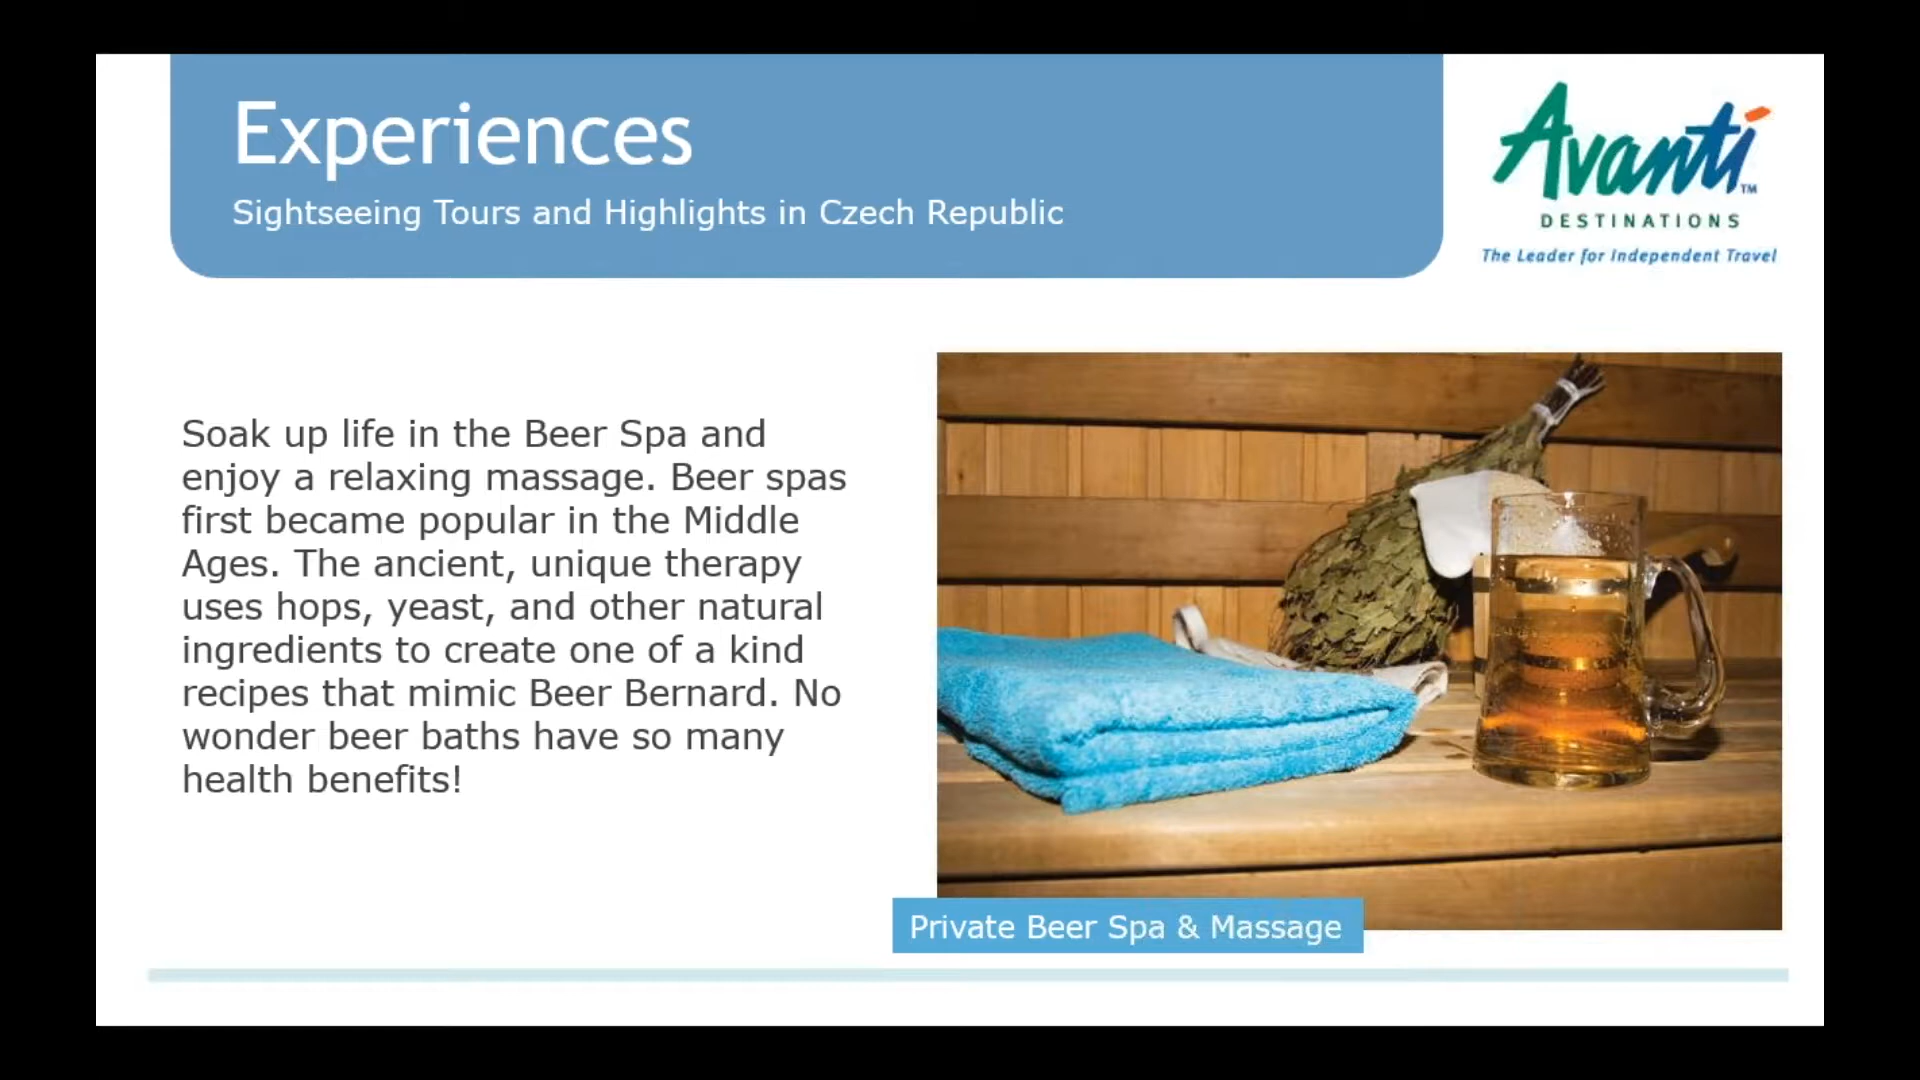 Experiences
Sightseeing Tours and Highlights in Czech Republic
Avanti™
DESTINATIONS
The Leader for Independent Travel
Soak up life in the Beer Spa and
enjoy a relaxing massage. Beer spas
first became popular in the Middle
Ages. The ancient, unique therapy
uses hops, yeast, and other natural
ingredients to create one of a kind
recipes that mimic Beer Bernard. No
wonder beer baths have so many
health benefits!
Private Beer Spa & Massage